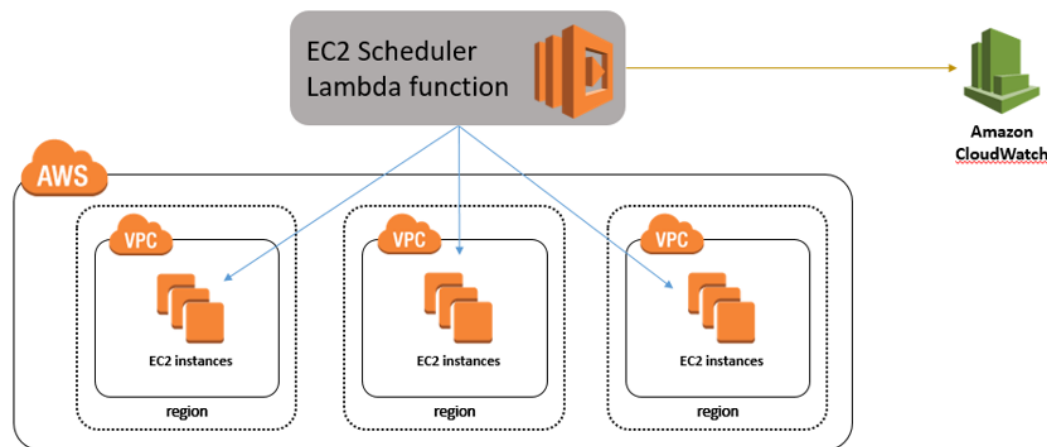 EC2 Scheduler
Lambda function
Amazon
CloudWatch
AWS
VPC
VPC
VPC
EC2 instances
EC2 instances
EC2 instances
region
region
region